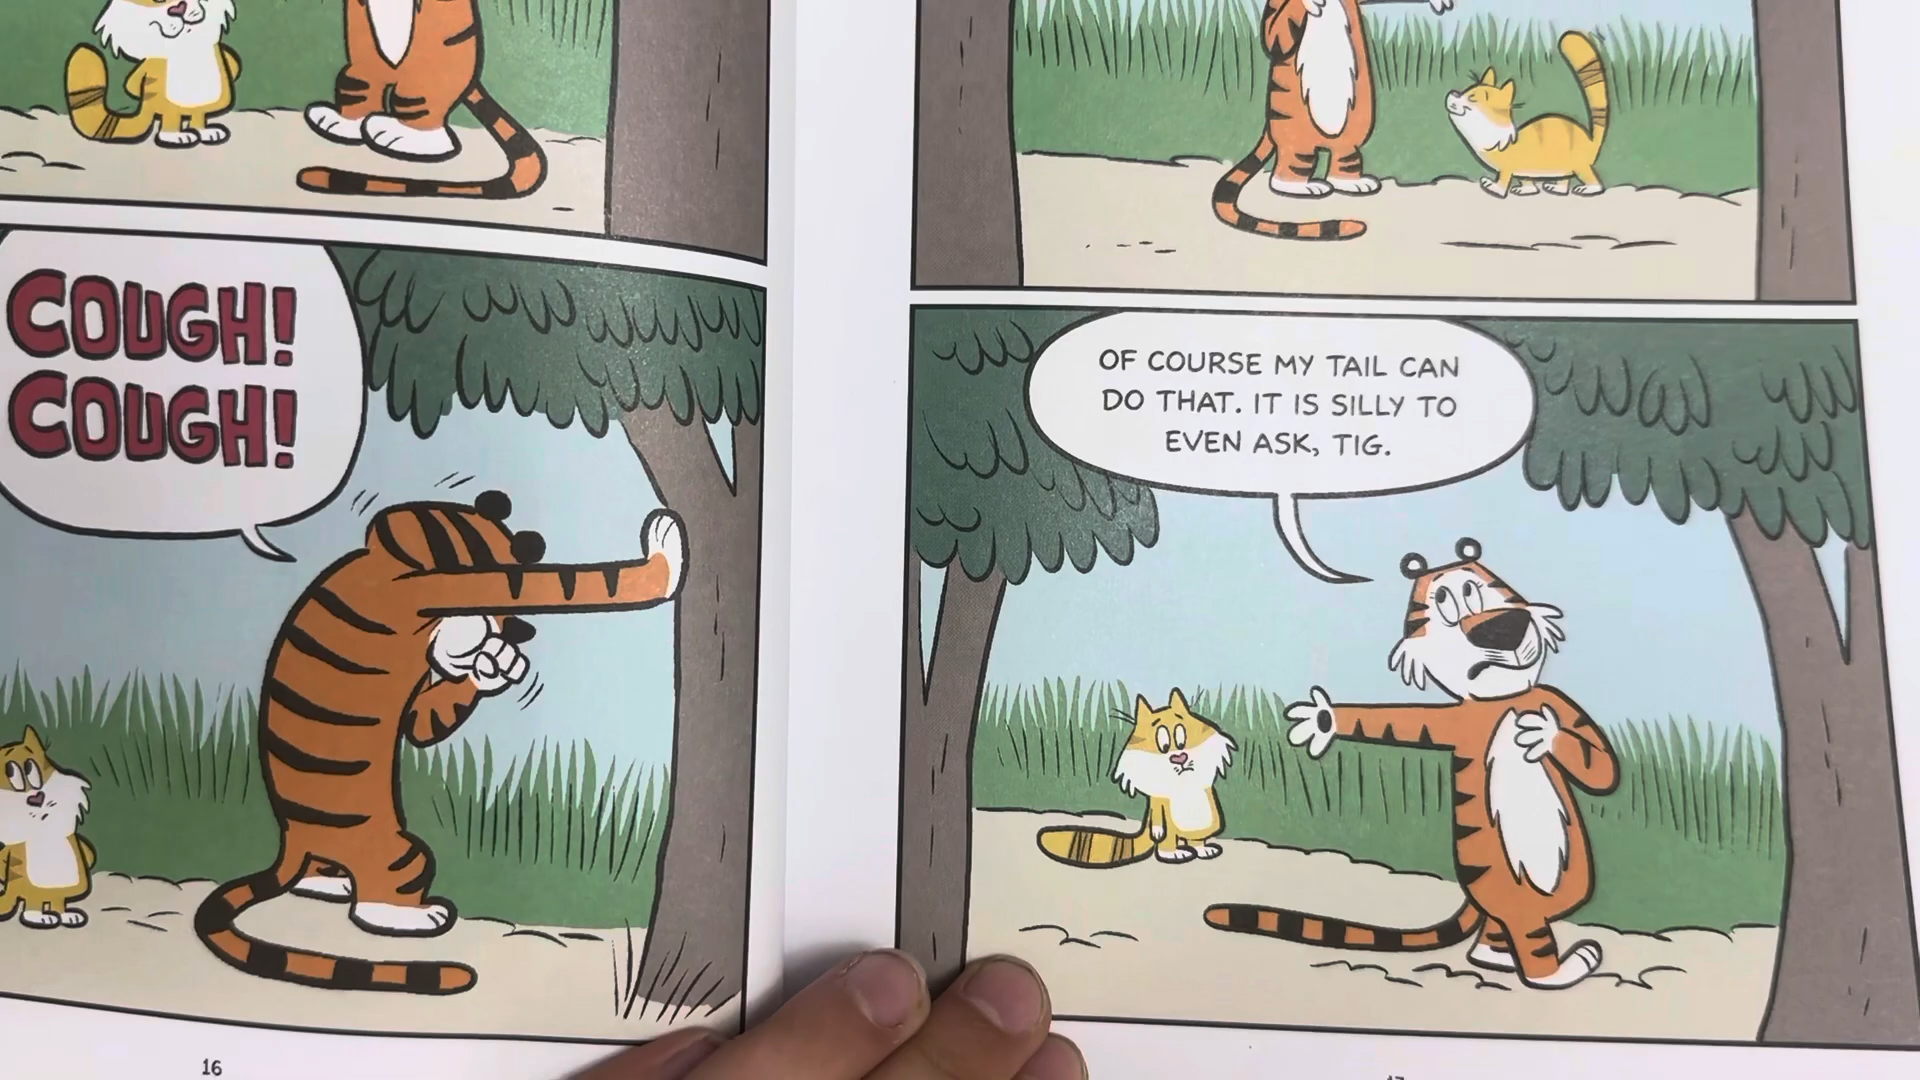 COUGH!
COUGH!
16
OF COURSE MY TAIL CAN
DO THAT. IT IS SILLY TO
EVEN ASK, TIG.